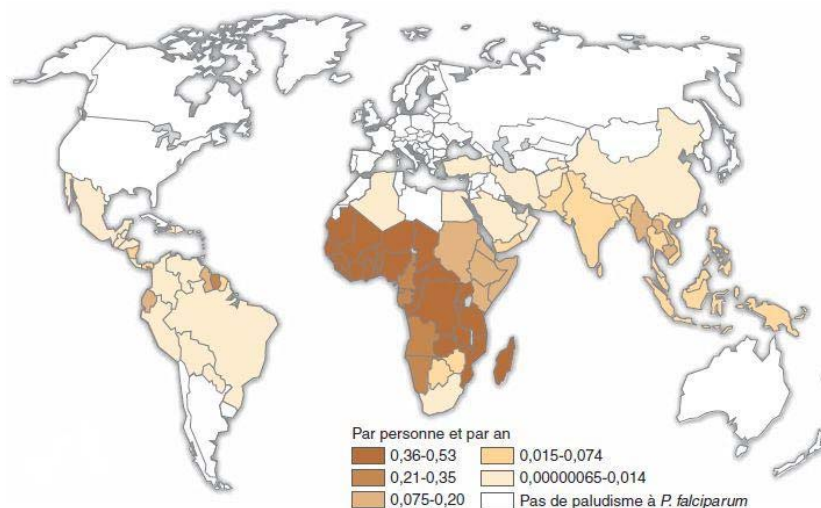 Par personne et par an
0,36-0,53
0,21-0,35
0,075-0,20
0,015-0,074
0,00000065-0,014
Pas de paludisme à P. falciparum